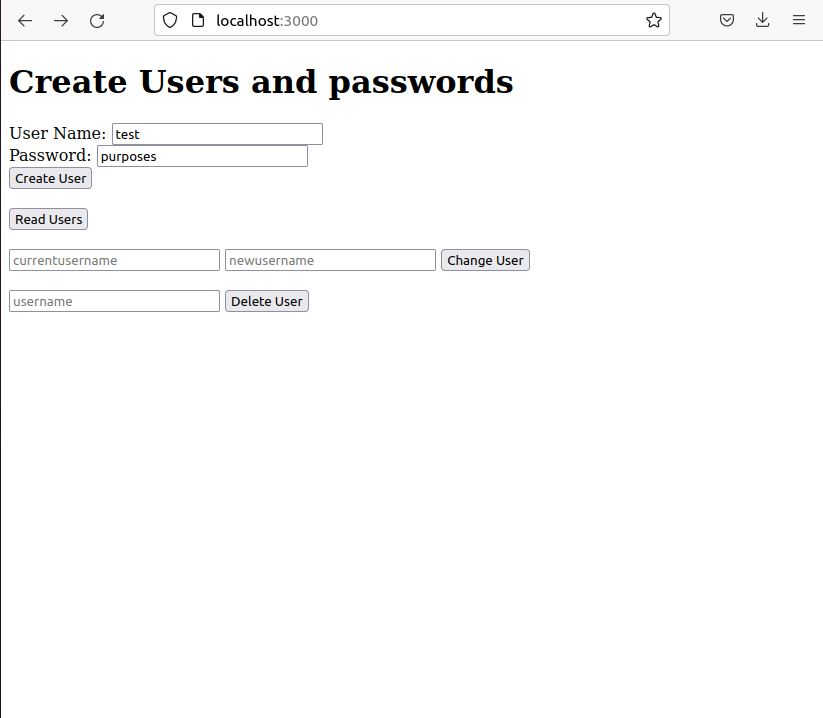 localhost:3000
Create Users and passwords
User Name: test
Password: purposes
Create User
Read Users
currentusername newusername Change User
username Delete User